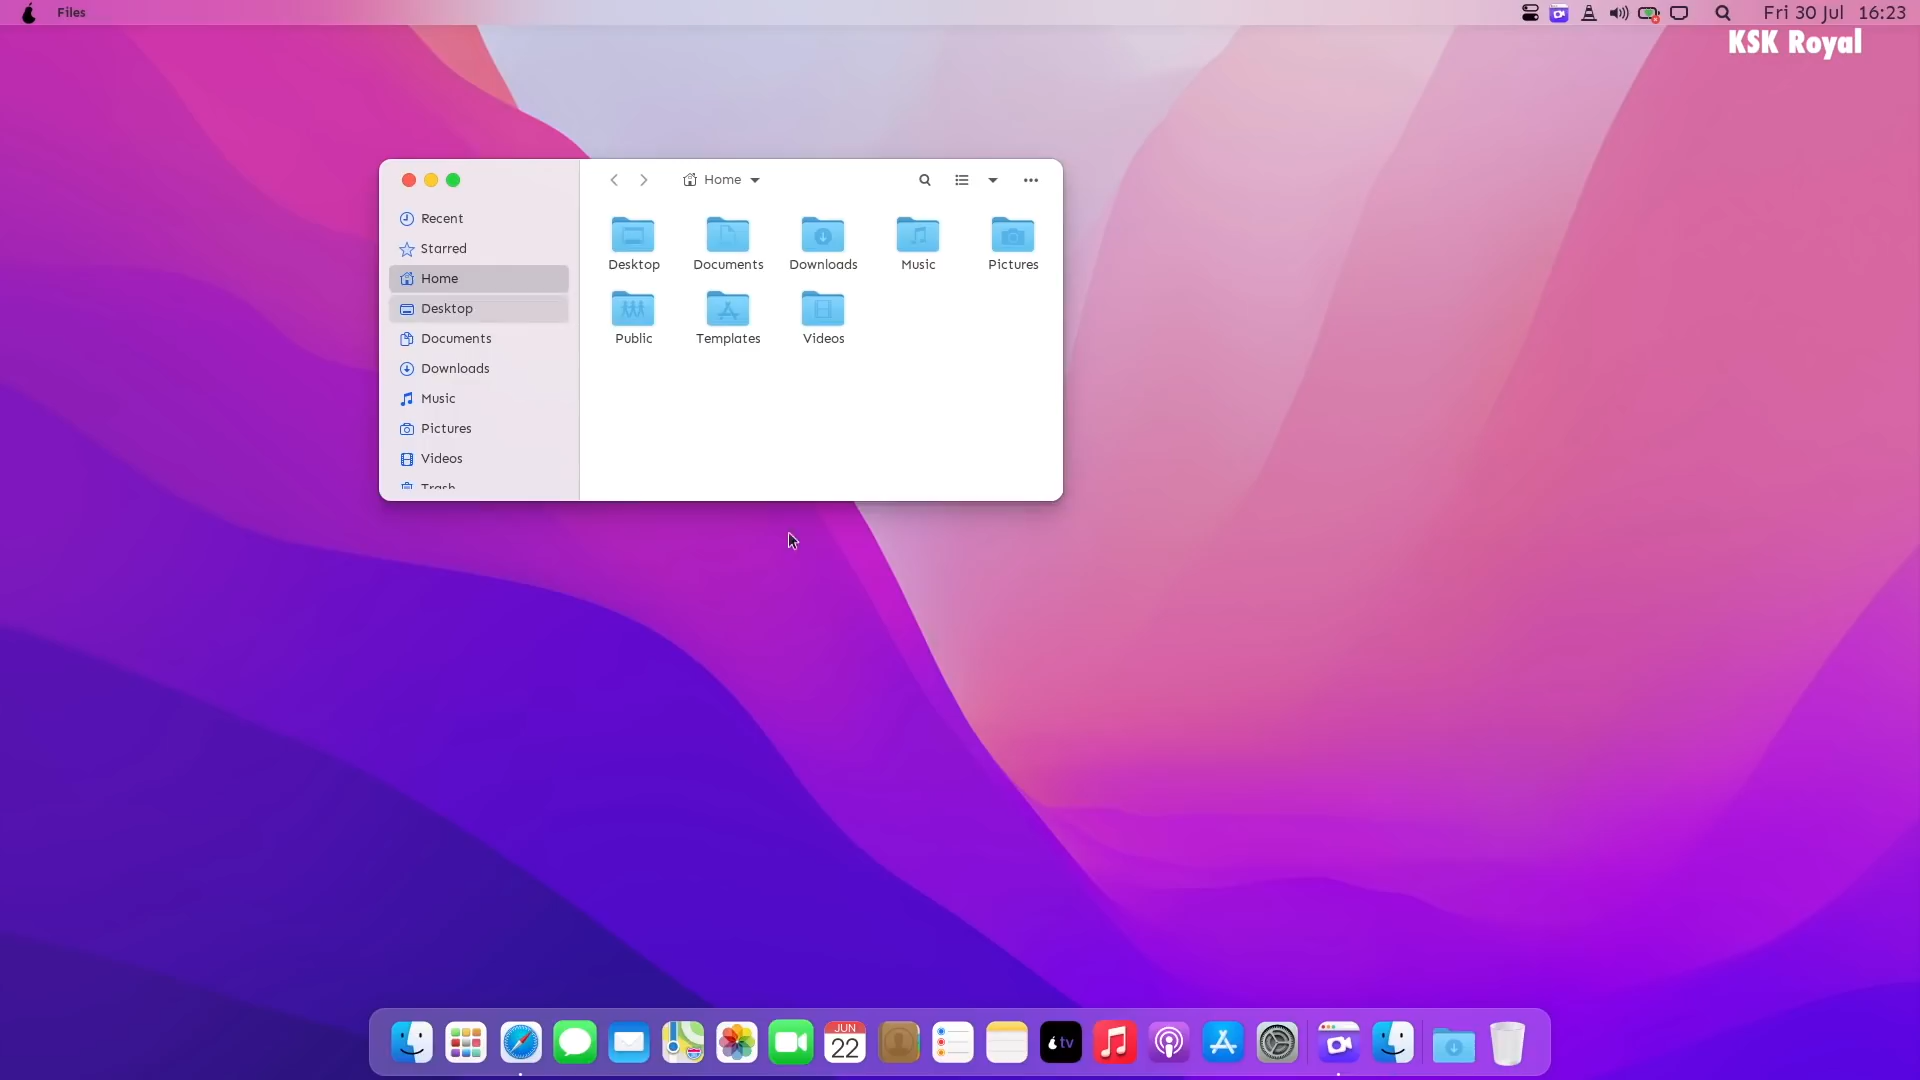 Files
Fri 30 Jul 16:23
KSK Royal
Home
Recent
Starred
Home
Desktop
Documents
Downloads
Music
Pictures
Videos
Trash
Desktop Documents Downloads Music Pictures
Public Templates Videos
JUN
22
tv